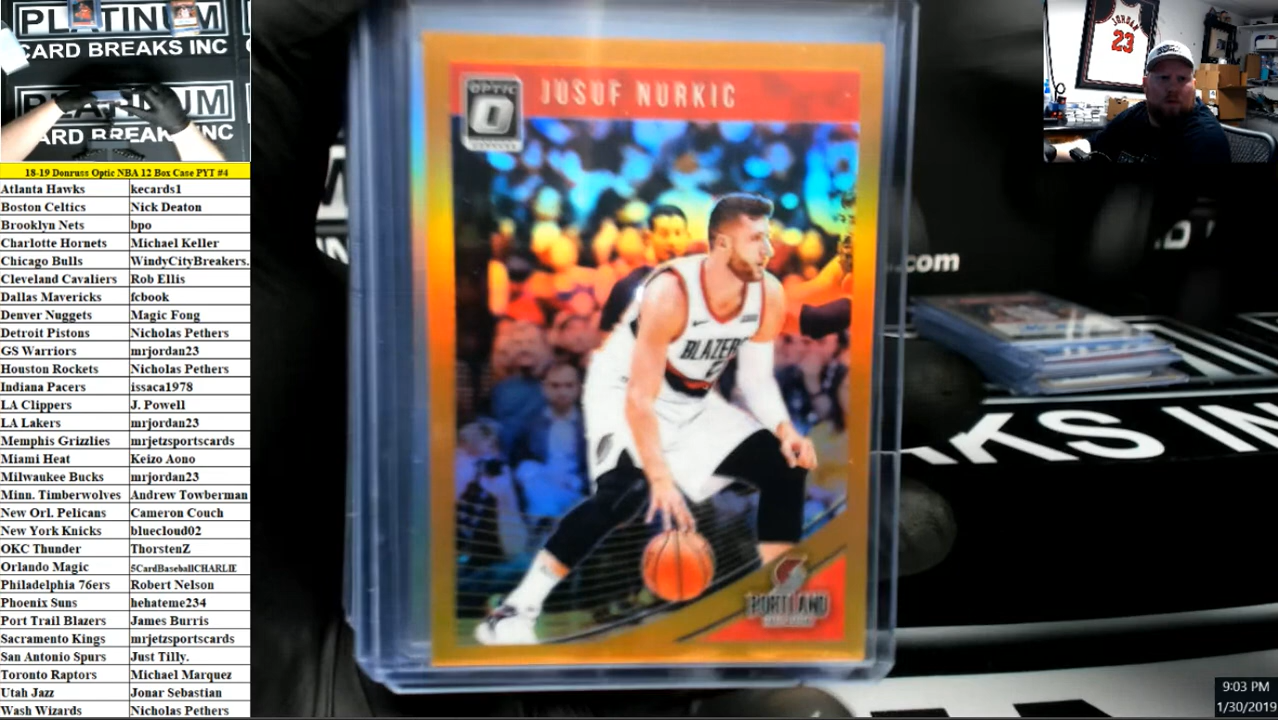 PLATINUM
CARD BREAKS INC
PLATINUM
CARD BREAKS INC
18-19 Donruss Optic NBA 12 Box Case PYT #4
Atlanta Hawks kecards1
Boston Celtics Nick Deaton
Brooklyn Nets bpo
Charlotte Hornets Michael Keller
Chicago Bulls WindyCityBreakers.
Cleveland Cavaliers Rob Ellis
Dallas Mavericks fcbook
Denver Nuggets Magic Fong
Detroit Pistons Nicholas Pethers
GS Warriors mrjordan23
Houston Rockets Nicholas Pethers
Indiana Pacers issaca1978
LA Clippers J. Powell
LA Lakers mrjordan23
Memphis Grizzlies mrjetzsportscards
Miami Heat Keizo Aono
Milwaukee Bucks mrjordan23
Minn. Timberwolves Andrew Towberman
New Orl. Pelicans Cameron Couch
New York Knicks bluecloud02
OKC Thunder ThorstenZ
Orlando Magic 5CardBaseballCHARLIE
Philadelphia 76ers Robert Nelson
Phoenix Suns hehateme234
Port Trail Blazers James Burris
Sacramento Kings mrjetzsportscards
San Antonio Spurs Just Tilly.
Toronto Raptors Michael Marquez
Utah Jazz Jonar Sebastian
Wash Wizards Nicholas Pethers
OPTIC
JUSUF NURKIC
BLAZERS
PORTLAND
.com
AKS IN
JORDAN
23
9:03 PM
1/30/2019